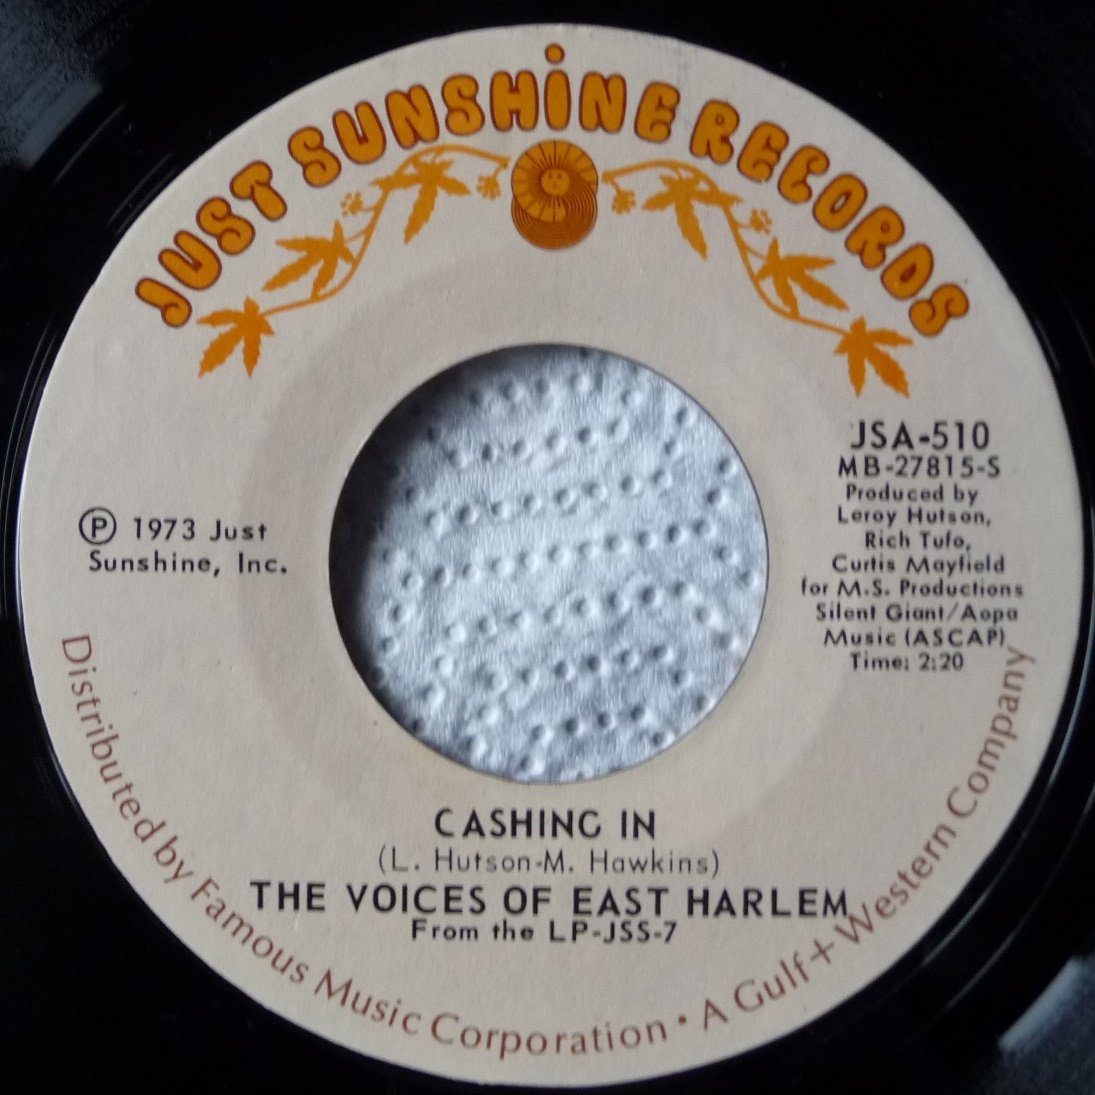 JUST SUNSHINE RECORDS
JSA-510
MB-27815-S
Produced by
Leroy Hutson,
Rich Tufo,
Curtis Mayfield
for M.S. Productions
Silent Giant/Aopa
Music (ASCAP)
Time: 2:20
Ⓟ 1973 Just
Sunshine, Inc.
CASHING IN
(L. Hutson-M. Hawkins)
THE VOICES OF EAST HARLEM
From the LP-JSS-7
Distributed by Famous Music Corporation • A Gulf+Western Company